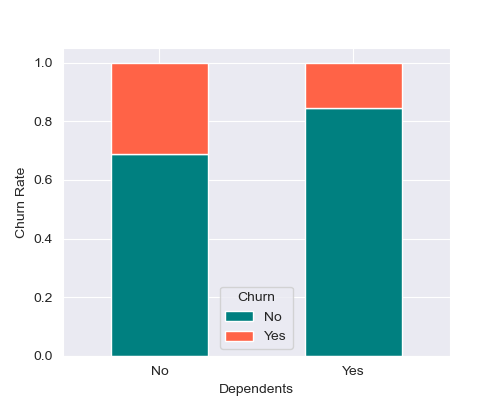 1.0
0.8
0.6
0.4
0.2
0.0
Churn Rate
Churn
No
Yes
No Yes
Dependents